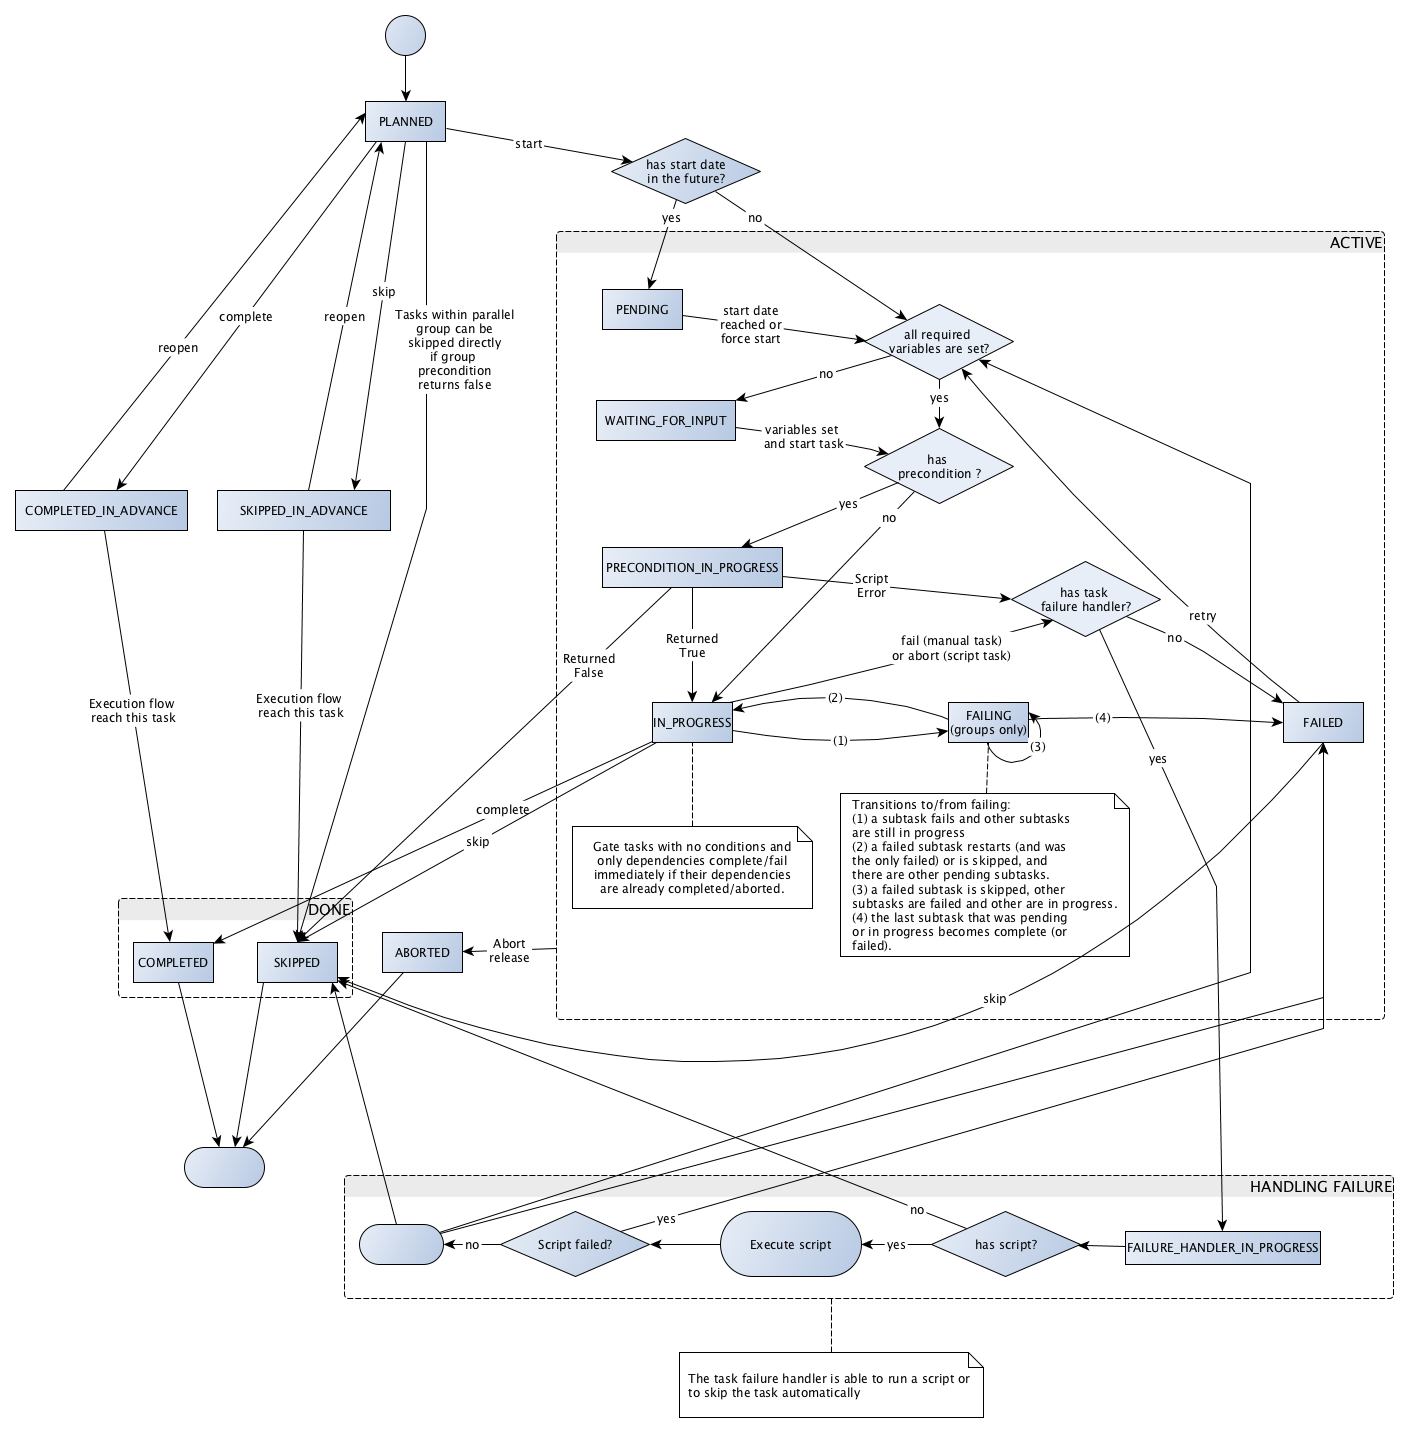 PLANNED
start
has start date
in the future?
yes
no
ACTIVE
PENDING
start date
reached or
force start
all required
variables are set?
no
yes
WAITING_FOR_INPUT
variables set
and start task
has
precondition ?
yes
no
skip
reopen
complete
reopen
Tasks within parallel
group can be
skipped directly
if group
precondition
returns false
COMPLETED_IN_ADVANCE
SKIPPED_IN_ADVANCE
PRECONDITION_IN_PROGRESS
Script
Error
has task
failure handler?
retry
no
fail (manual task)
or abort (script task)
Returned
True
Returned
False
Execution flow
reach this task
Execution flow
reach this task
IN_PROGRESS
(2)
(1)
FAILING
(groups only)
(3)
(4)
FAILED
yes
complete
skip
Gate tasks with no conditions and
only dependencies complete/fail
immediately if their dependencies
are already completed/aborted.
Transitions to/from failing:
(1) a subtask fails and other subtasks
are still in progress
(2) a failed subtask restarts (and was
the only failed) or is skipped, and
there are other pending subtasks.
(3) a failed subtask is skipped, other
subtasks are failed and other are in progress.
(4) the last subtask that was pending
or in progress becomes complete (or
failed).
DONE
COMPLETED
SKIPPED
ABORTED
Abort
release
skip
HANDLING FAILURE
no
Script failed?
yes
Execute script
yes
has script?
no
FAILURE_HANDLER_IN_PROGRESS
The task failure handler is able to run a script or
to skip the task automatically